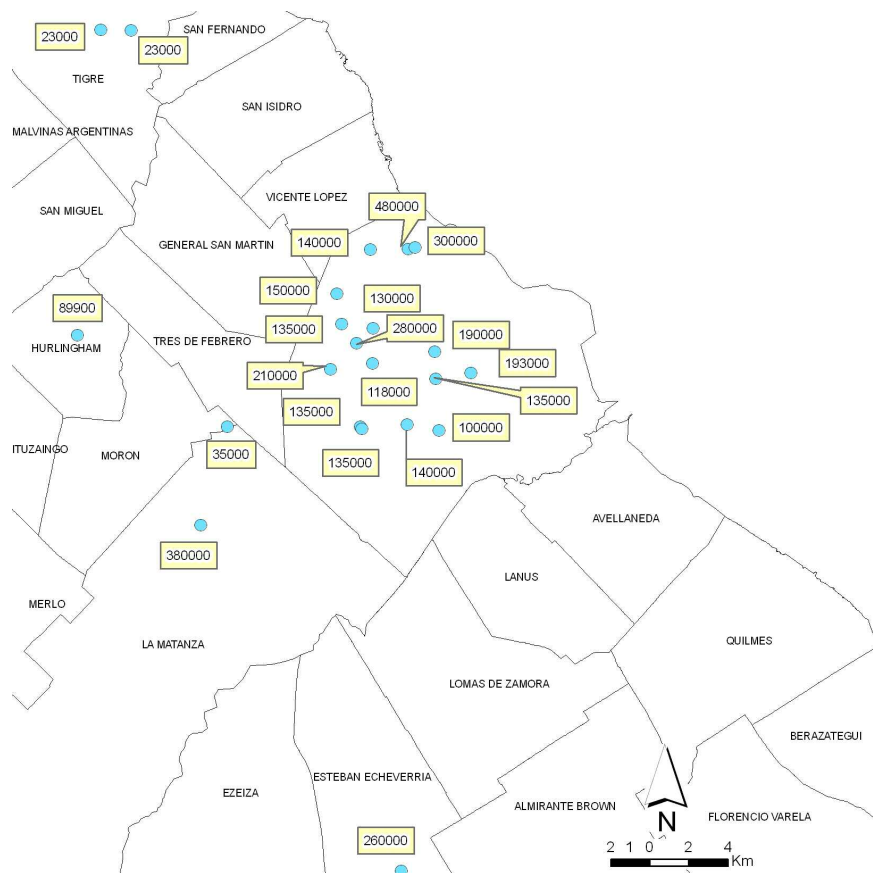 SAN FERNANDO
23000
23000
TIGRE
SAN ISIDRO
MALVINAS ARGENTINAS
VICENTE LOPEZ
480000
SAN MIGUEL
140000
300000
GENERAL SAN MARTIN
150000
130000
89900
135000
280000
190000
TRES DE FEBRERO
HURLINGHAM
193000
210000
118000
135000
135000
100000
ITUZAINGO
MORON
35000
135000
140000
AVELLANEDA
380000
LANUS
MERLO
LA MATANZA
QUILMES
LOMAS DE ZAMORA
BERAZATEGUI
ESTEBAN ECHEVERRIA
EZEIZA
ALMIRANTE BROWN
FLORENCIO VARELA
N
260000
2 1 0 2 4
Km